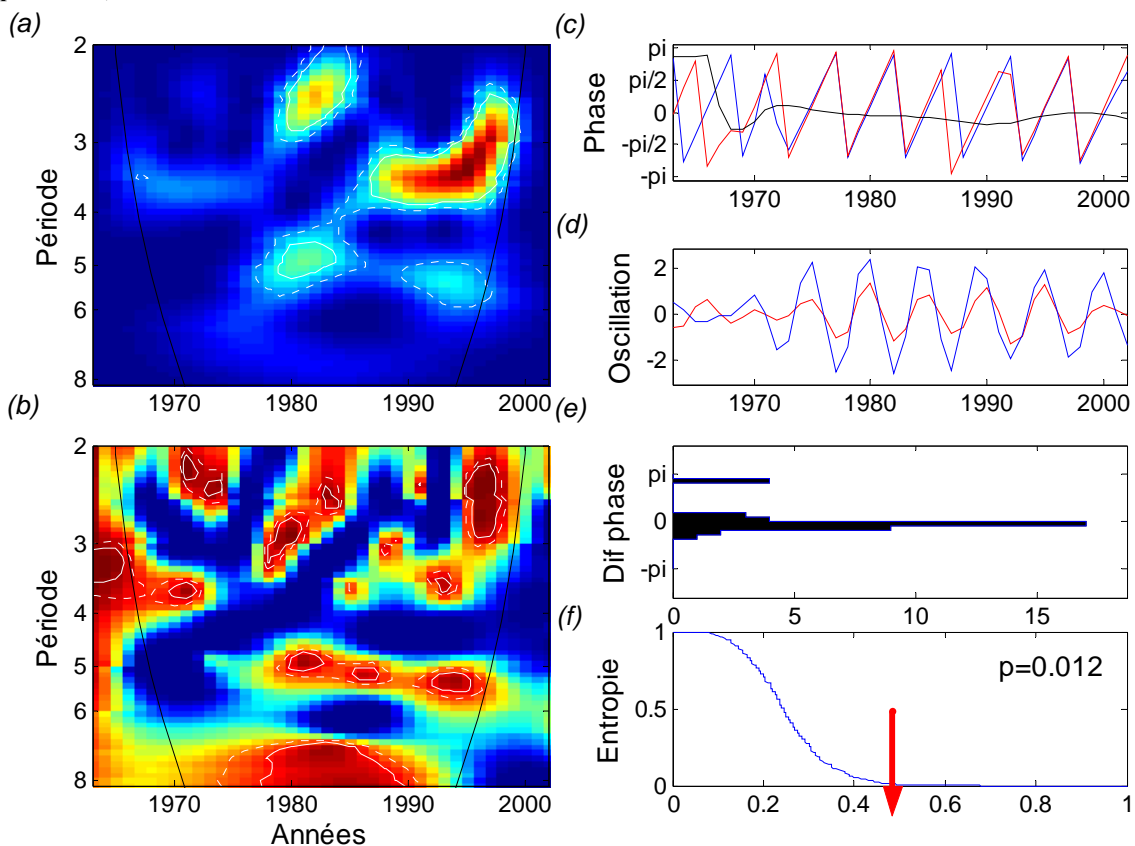 (a)
2
3
4
5
6
8
Période
1970 1980 1990 2000
(b)
2
3
4
5
6
8
Période
1970 1980 1990 2000
Années
(c)
pi
pi/2
0
-pi/2
-pi
Phase
1970 1980 1990 2000
(d)
2
0
-2
Oscillation
1970 1980 1990 2000
(e)
pi
0
-pi
Dif phase
0 5 10 15
(f)
1
0.5
0
Entropie
p=0.012
0 0.2 0.4 0.6 0.8 1